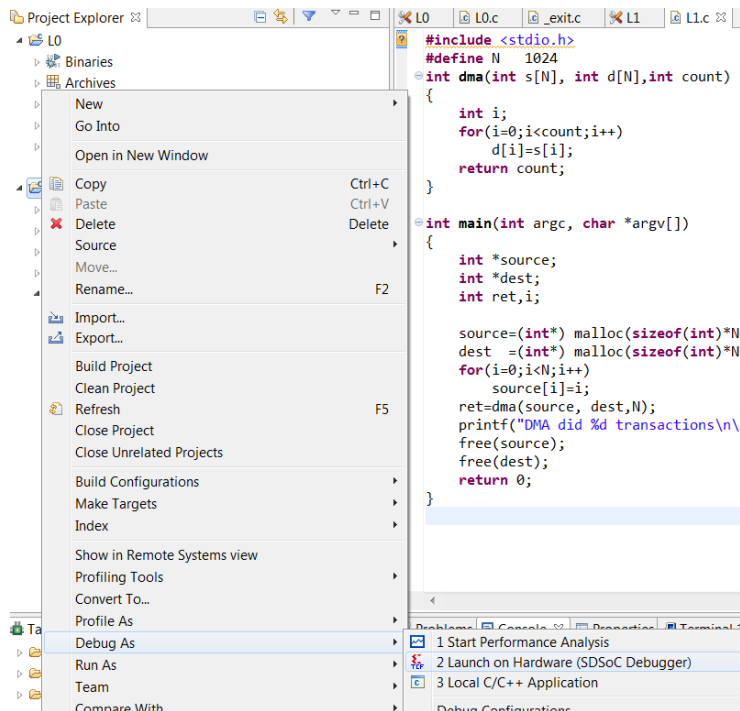 Project Explorer
L0
Binaries
Archives
New
Go Into
Open in New Window
Copy Ctrl+C
Paste Ctrl+V
Delete Delete
Source
Move...
Rename... F2
Import...
Export...
Build Project
Clean Project
Refresh F5
Close Project
Close Unrelated Projects
Build Configurations
Make Targets
Index
Show in Remote Systems view
Profiling Tools
Convert To...
Profile As
Debug As
Run As
Team
Compare With
Ta
L0 L0.c _exit.c L1 L1.c
#include <stdio.h>
#define N 1024
int dma(int s[N], int d[N],int count)
{
int i;
for(i=0;i<count;i++)
d[i]=s[i];
return count;
}
int main(int argc, char *argv[])
{
int *source;
int *dest;
int ret,i;
source=(int*) malloc(sizeof(int)*N
dest =(int*) malloc(sizeof(int)*N
for(i=0;i<N;i++)
source[i]=i;
ret=dma(source, dest,N);
printf("DMA did %d transactions\n\
free(source);
free(dest);
return 0;
}
Problems Console Properties Terminal 1
1 Start Performance Analysis
TCF 2 Launch on Hardware (SDSoC Debugger)
3 Local C/C++ Application
Debug Configurations